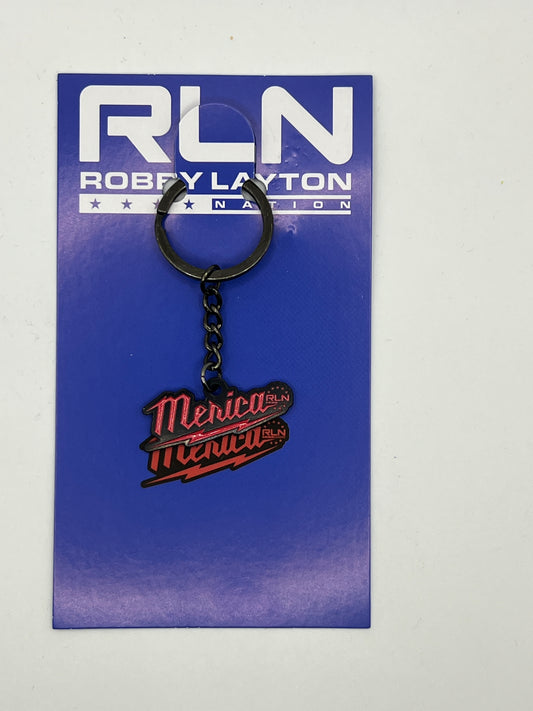 RLN
ROBBY LAYTON
NATION
Merica RLN
Merica RLN